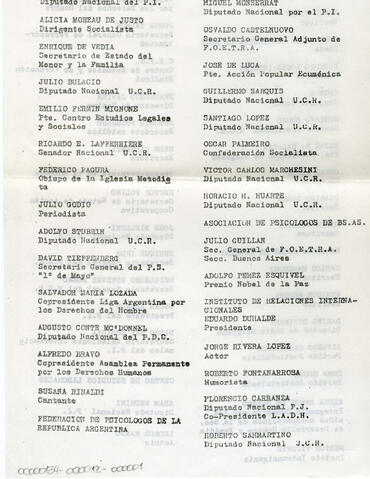 Diputado Nacional del P.I.
ALICIA MOREAU DE JUSTO
Dirigente Socialista
ENRIQUE DE VEDIA
Secretario de Estado del
Menor y la Familia
JULIO BULACIO
Diputado Nacional U.C.R.
EMILIO FERMIN MIGNONE
Pte. Centro Estudios Legales
y Sociales
RICARDO E. LAFFERRIERE
Senador Nacional U.C.R.
FEDERICO PAGURA
Obispo de la Iglesia Metodis
ta
JULIO GODIO
Periodista
ADOLFO STUBRIN
Diputado Nacional U.C.R.
DAVID TIEFFENBERG
Secretario General del P.S.
"1º de Mayo"
SALVADOR MARIA LOZADA
Copresidente Liga Argentina por
los Derechos del Hombre
AUGUSTO CONTE Mc'DONNEL
Diputado Nacional del P.D.C.
ALFREDO BRAVO
Copresidente Asamblea Permanente
por los Derechos Humanos
SUSANA RINALDI
Cantante
FEDERACION DE PSICOLOGOS DE LA
REPUBLICA ARGENTINA
MIGUEL MONSERRAT
Diputado Nacional por el P.I.
OSVALDO CASTELNUOVO
Secretario General Adjunto de
F.O.E.T.R.A.
JOSE DE LUCA
Pte. Acción Popular Ecuménica
GUILLERMO SARQUIS
Diputado Nacional U.C.R.
SANTIAGO LOPEZ
Diputado Nacional U.C.R.
OSCAR PALMEIRO
Confederación Socialista
VICTOR CARLOS MARCHESINI
Diputado Nacional U.C.R.
HORACIO H. HUARTE
Diputado Nacional U.C.R.
ASOCIACION DE PSICOLOGOS DE BS.AS.
JULIO GUILLAN
Sec. General de F.O.E.T.R.A.
Secc. Buenos Aires
ADOLFO PEREZ ESQUIVEL
Premio Nobel de la Paz
INSTITUTO DE RELACIONES INTERNA-
CIONALES
EDUARDO DUHALDE
Presidente
JORGE RIVERA LOPEZ
Actor
ROBERTO FONTANARROSA
Humorista
FLORENCIO CARRANZA
Diputado Nacional P.J.
Co-Presidente L.A.D.H.
ROBERTO SANMARTINO
Diputado Nacional U.C.R.